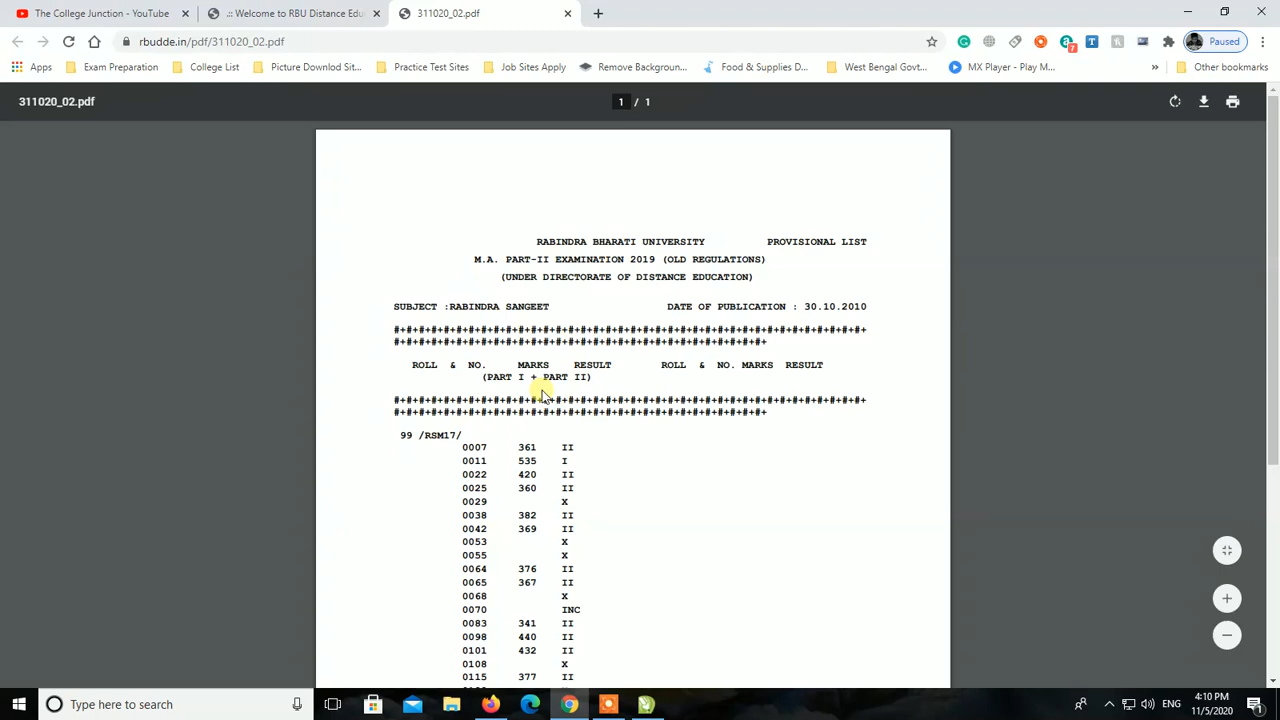 The College Junction - YouTube
.:: Welcome to RBU Distance Edu
311020_02.pdf
rbudde.in/pdf/311020_02.pdf
7
Paused
Apps
Exam Preparation
College List
Picture Downlod Sit...
Practice Test Sites
Job Sites Apply
Remove Backgroun...
Food & Supplies D...
West Bengal Govt...
MX Player - Play M...
»
Other bookmarks
311020_02.pdf
1 / 1
RABINDRA BHARATI UNIVERSITY PROVISIONAL LIST
M.A. PART-II EXAMINATION 2019 (OLD REGULATIONS)
(UNDER DIRECTORATE OF DISTANCE EDUCATION)
SUBJECT :RABINDRA SANGEET DATE OF PUBLICATION : 30.10.2010
#+#+#+#+#+#+#+#+#+#+#+#+#+#+#+#+#+#+#+#+#+#+#+#+#+#+#+#+#+#+#+#+#+#+#+#+#+#+
#+#+#+#+#+#+#+#+#+#+#+#+#+#+#+#+#+#+#+#+#+#+#+#+#+#+#+#+#+#+
ROLL & NO. MARKS RESULT ROLL & NO. MARKS RESULT
(PART I + PART II)
#+#+#+#+#+#+#+#+#+#+#+#+#+#+#+#+#+#+#+#+#+#+#+#+#+#+#+#+#+#+#+#+#+#+#+#+#+#+
#+#+#+#+#+#+#+#+#+#+#+#+#+#+#+#+#+#+#+#+#+#+#+#+#+#+#+#+#+#+
99 /RSM17/
0007 361 II
0011 535 I
0022 420 II
0025 360 II
0029 X
0038 382 II
0042 369 II
0053 X
0055 X
0064 376 II
0065 367 II
0068 X
0070 INC
0083 341 II
0098 440 II
0101 432 II
0108 X
0115 377 II
Type here to search
ENG
4:10 PM
11/5/2020